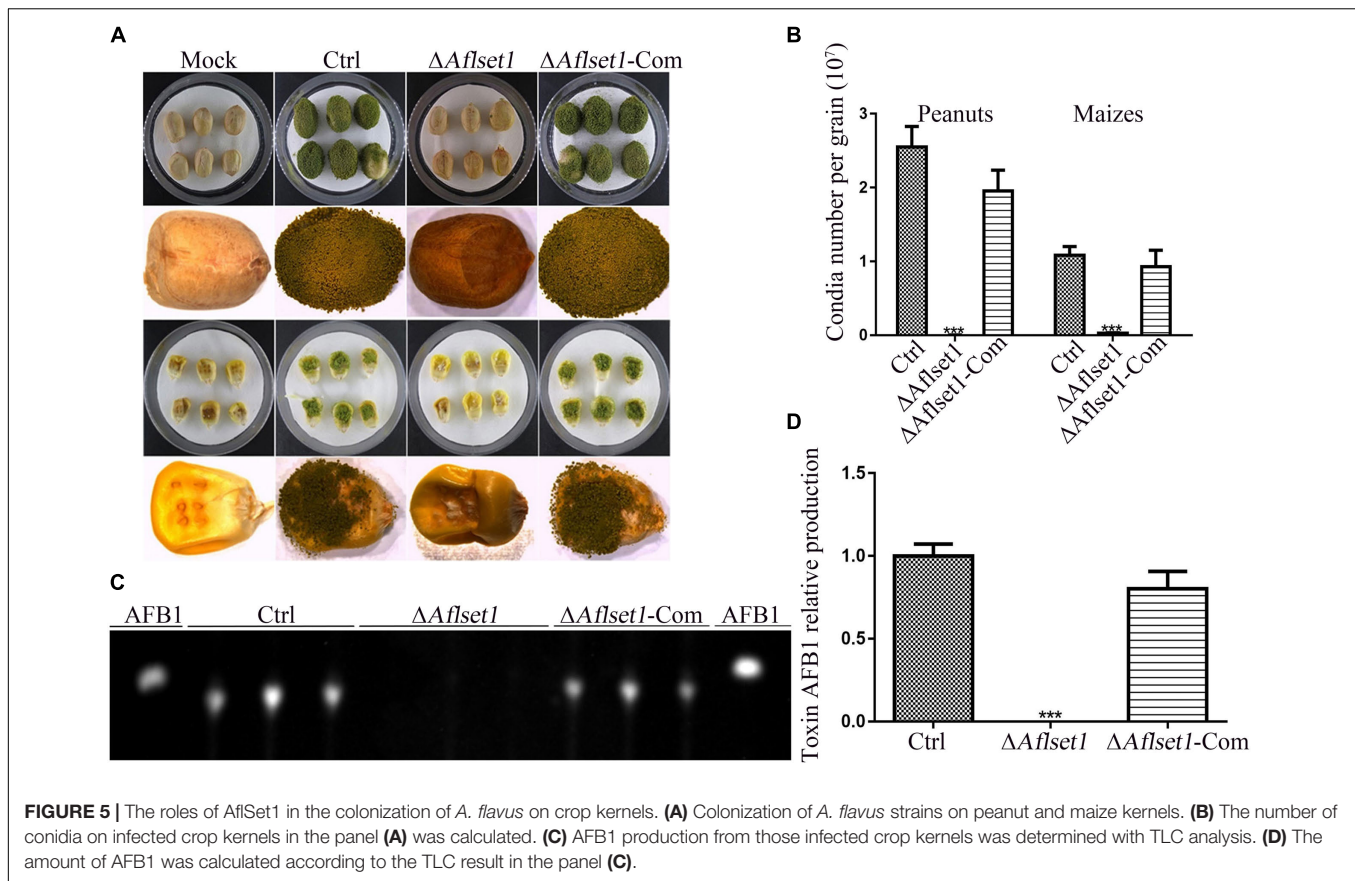 A
Mock Ctrl ΔAflset1 ΔAflset1-Com
B
Condia number per grain (10⁷)
3
2
1
0
Peanuts Maizes
***
***
Ctrl
ΔAflset1
ΔAflset1-Com
Ctrl
ΔAflset1
ΔAflset1-Com
C
AFB1 Ctrl ΔAflset1 ΔAflset1-Com AFB1
D
Toxin AFB1 relative production
1.5
1.0
0.5
0.0
***
Ctrl ΔAflset1 ΔAflset1-Com
FIGURE 5 | The roles of AflSet1 in the colonization of A. flavus on crop kernels. (A) Colonization of A. flavus strains on peanut and maize kernels. (B) The number of
conidia on infected crop kernels in the panel (A) was calculated. (C) AFB1 production from those infected crop kernels was determined with TLC analysis. (D) The
amount of AFB1 was calculated according to the TLC result in the panel (C).